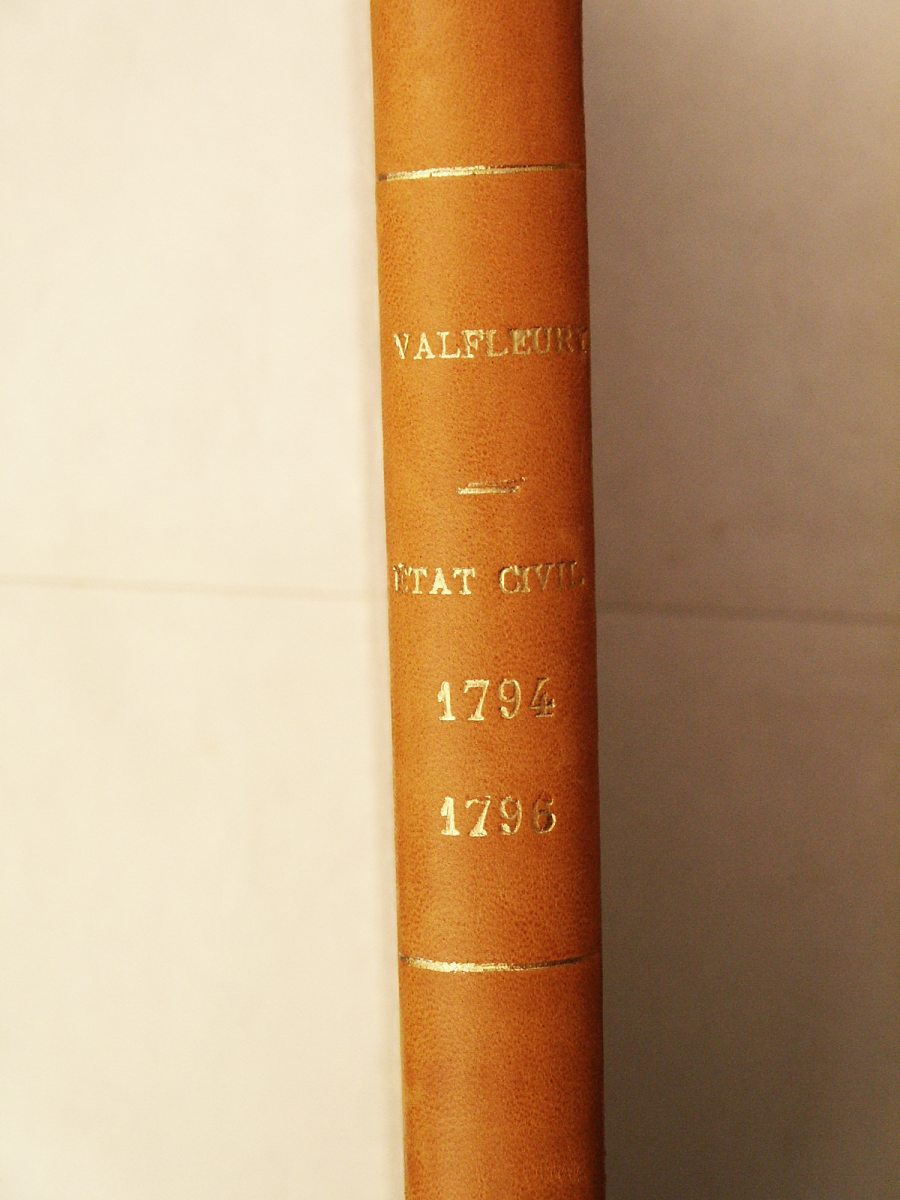 VALFLEURY
ÉTAT CIVIL
1794
1796